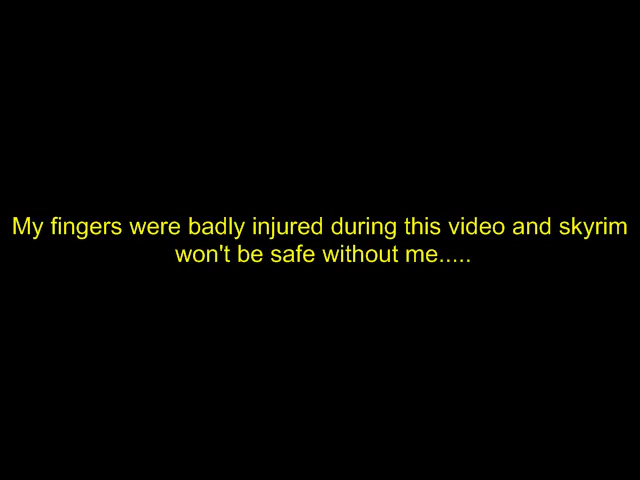 My fingers were badly injured during this video and skyrim
won't be safe without me.....